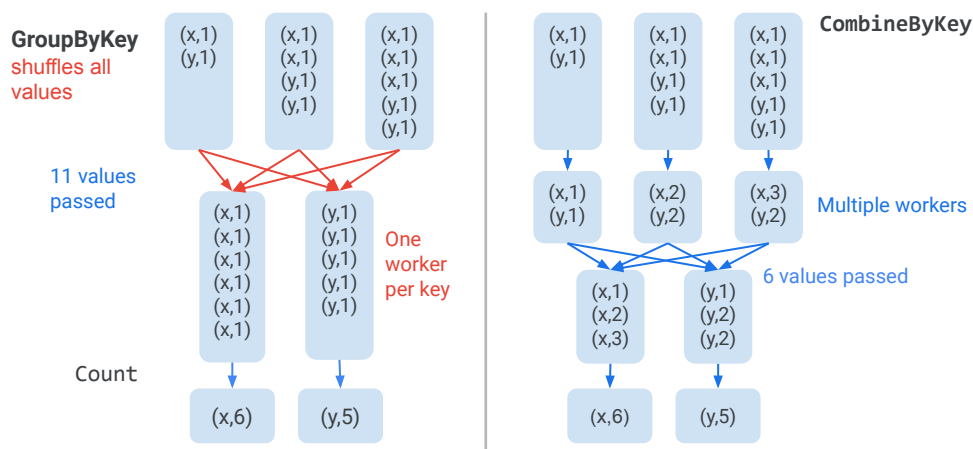 GroupByKey
shuffles all
values
(x,1)
(y,1)
(x,1)
(x,1)
(y,1)
(y,1)
(x,1)
(x,1)
(x,1)
(y,1)
(y,1)
11 values
passed
(x,1)
(x,1)
(x,1)
(x,1)
(x,1)
(x,1)
(y,1)
(y,1)
(y,1)
(y,1)
(y,1)
One
worker
per key
Count
(x,6)
(y,5)
CombineByKey
(x,1)
(y,1)
(x,1)
(x,1)
(y,1)
(y,1)
(x,1)
(x,1)
(x,1)
(y,1)
(y,1)
(x,1)
(y,1)
(x,2)
(y,2)
(x,3)
(y,2)
Multiple workers
6 values passed
(x,1)
(x,2)
(x,3)
(y,1)
(y,2)
(y,2)
(x,6)
(y,5)